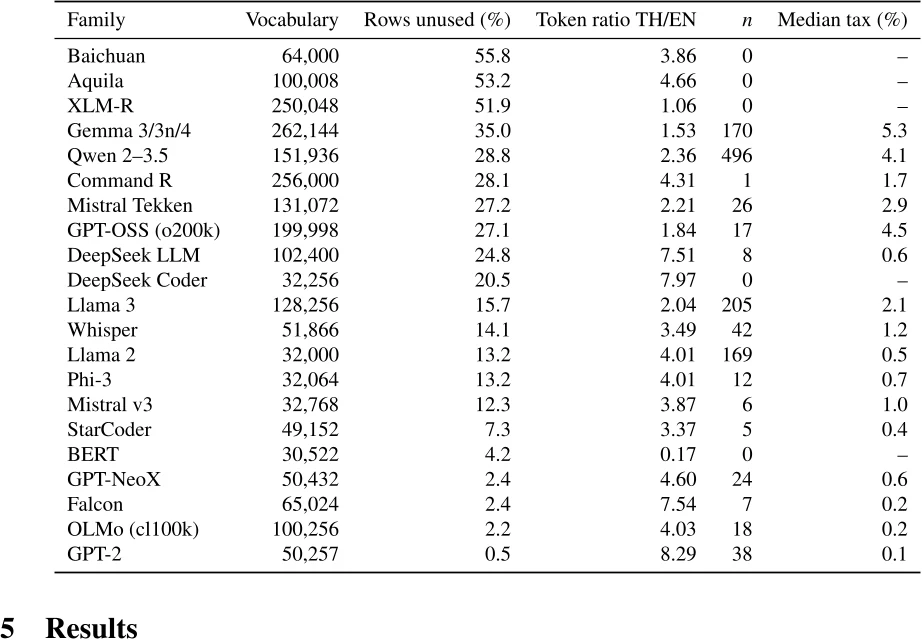 Family Vocabulary Rows unused (%) Token ratio TH/EN n Median tax (%)
Baichuan 64,000 55.8 3.86 0 –
Aquila 100,008 53.2 4.66 0 –
XLM-R 250,048 51.9 1.06 0 –
Gemma 3/3n/4 262,144 35.0 1.53 170 5.3
Qwen 2–3.5 151,936 28.8 2.36 496 4.1
Command R 256,000 28.1 4.31 1 1.7
Mistral Tekken 131,072 27.2 2.21 26 2.9
GPT-OSS (o200k) 199,998 27.1 1.84 17 4.5
DeepSeek LLM 102,400 24.8 7.51 8 0.6
DeepSeek Coder 32,256 20.5 7.97 0 –
Llama 3 128,256 15.7 2.04 205 2.1
Whisper 51,866 14.1 3.49 42 1.2
Llama 2 32,000 13.2 4.01 169 0.5
Phi-3 32,064 13.2 4.01 12 0.7
Mistral v3 32,768 12.3 3.87 6 1.0
StarCoder 49,152 7.3 3.37 5 0.4
BERT 30,522 4.2 0.17 0 –
GPT-NeoX 50,432 2.4 4.60 24 0.6
Falcon 65,024 2.4 7.54 7 0.2
OLMo (cl100k) 100,256 2.2 4.03 18 0.2
GPT-2 50,257 0.5 8.29 38 0.1
5 Results